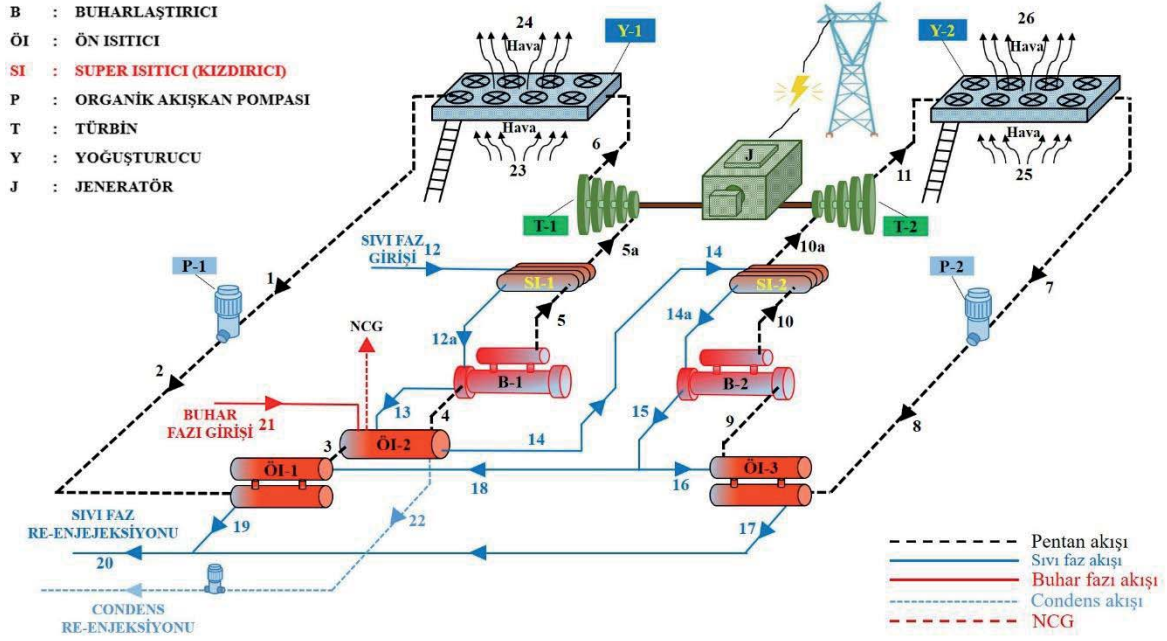 B : BUHARLAŞTIRICI
ÖI : ÖN ISITICI
SI : SUPER ISITICI (KIZDIRICI)
P : ORGANİK AKIŞKAN POMPASI
T : TÜRBİN
Y : YOĞUŞTURUCU
J : JENERATÖR
24
Hava
Y-1
Hava
23
6
J
26
Hava
Y-2
Hava
25
11
T-1
T-2
5a
10a
SIVI FAZ
GİRİŞİ
12
SI-1
14
SI-2
P-1
1
P-2
7
5
12a
14a
10
NCG
2
B-1
B-2
BUHAR
FAZI GİRİŞİ
21
13
4
15
9
8
3
ÖI-2
14
ÖI-1
18
16
ÖI-3
SIVI FAZ
RE-ENJEJEKSİYONU
19
22
17
20
CONDENS
RE-ENJEKSİYONU
Pentan akışı
Sıvı faz akışı
Buhar fazı akışı
Condens akışı
NCG